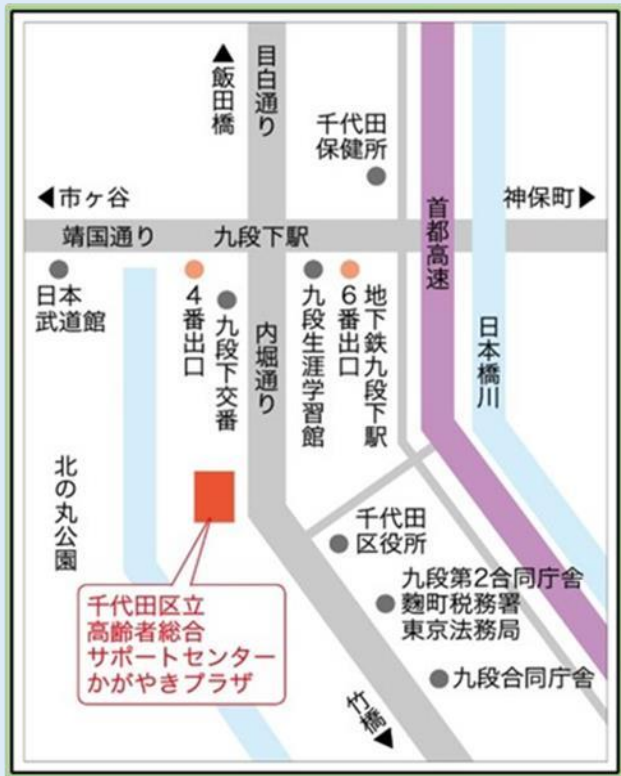 ▲飯田橋
目白通り
千代田
保健所
◀市ヶ谷
神保町▶
靖国通り
九段下駅
首都高速
日本
武道館
4番出口
九段下交番
内堀通り
九段生涯学習館
地下鉄九段下駅
6番出口
日本橋川
北の丸公園
千代田
区役所
九段第2合同庁舎
麴町税務署
東京法務局
千代田区立
高齢者総合
サポートセンター
かがやきプラザ
九段合同庁舎
竹橋▼